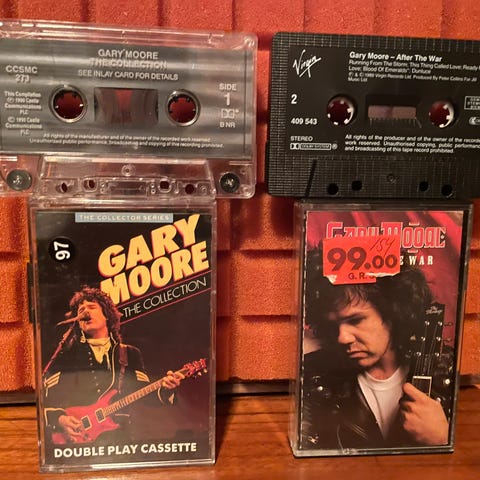 GARY MOORE
THE COLLECTION
SEE INLAY CARD FOR DETAILS
CCSMC
273
This Compilation
℗ 1990 Castle
Communications
PLC
© 1990 Castle
Communications
PLC
SIDE
1
NR
All rights of the manufacturer and of the owner of the recorded work reserved.
Unauthorised public performance, broadcasting and copying of this recording prohibited.
Virgin
Gary Moore – After The War
Running From The Storm; This Thing Called Love; Ready
Love; Blood Of Emeralds; Dunluce
℗ & © 1989 Virgin Records Ltd. Produced by Peter Collins For
Music Ltd
2
409 543
STEREO
DOLBY SYSTEM
All rights of the producer and of the owner of the recorded
work reserved. Unauthorised copying, public performance,
and broadcasting of this tape record prohibited.
THE COLLECTOR SERIES
97
GARY
MOORE
THE COLLECTION
DOUBLE PLAY CASSETTE
GARY MOORE
WAR
99.00
G. R.